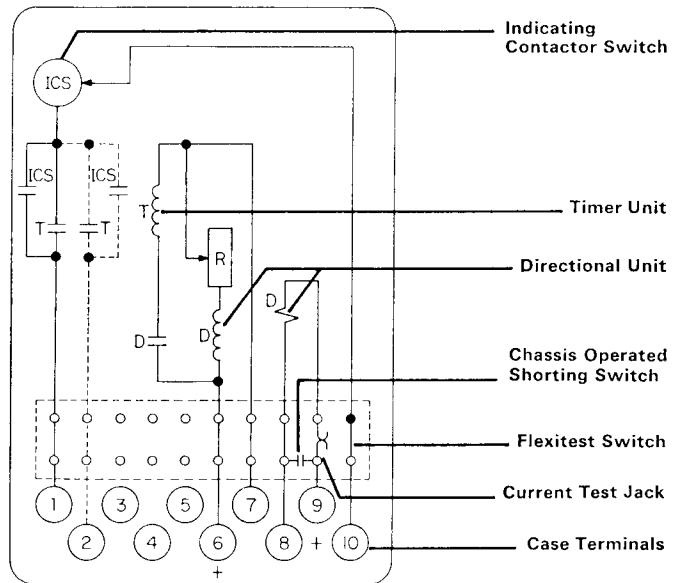 Indicating
Contactor Switch
ICS
ICS
ICS
T
T
T
Timer Unit
R
Directional Unit
D
D
D
Chassis Operated
Shorting Switch
Flexitest Switch
Current Test Jack
1
3
5
7
9
2
4
6
8
+
10
Case Terminals
+